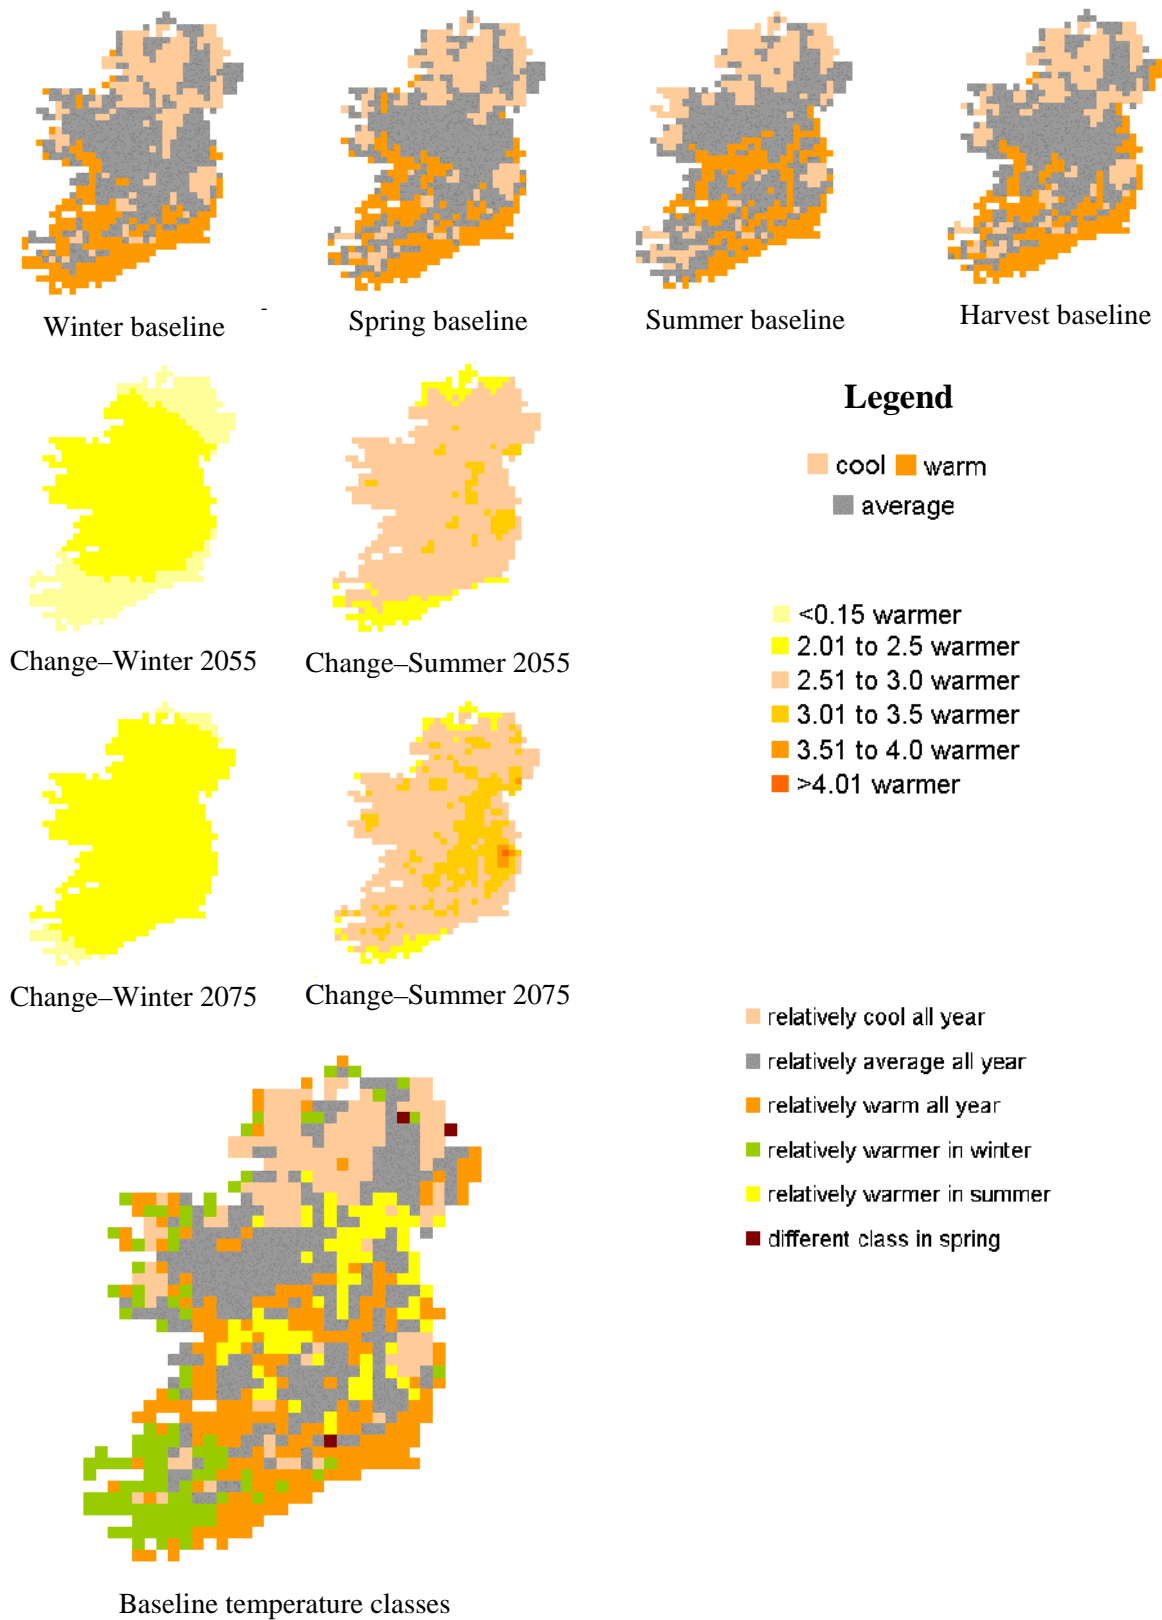 Winter baseline
Spring baseline
Summer baseline
Harvest baseline
Legend
cool warm
average
<0.15 warmer
2.01 to 2.5 warmer
2.51 to 3.0 warmer
3.01 to 3.5 warmer
3.51 to 4.0 warmer
>4.01 warmer
Change–Winter 2055
Change–Summer 2055
Change–Winter 2075
Change–Summer 2075
relatively cool all year
relatively average all year
relatively warm all year
relatively warmer in winter
relatively warmer in summer
different class in spring
Baseline temperature classes